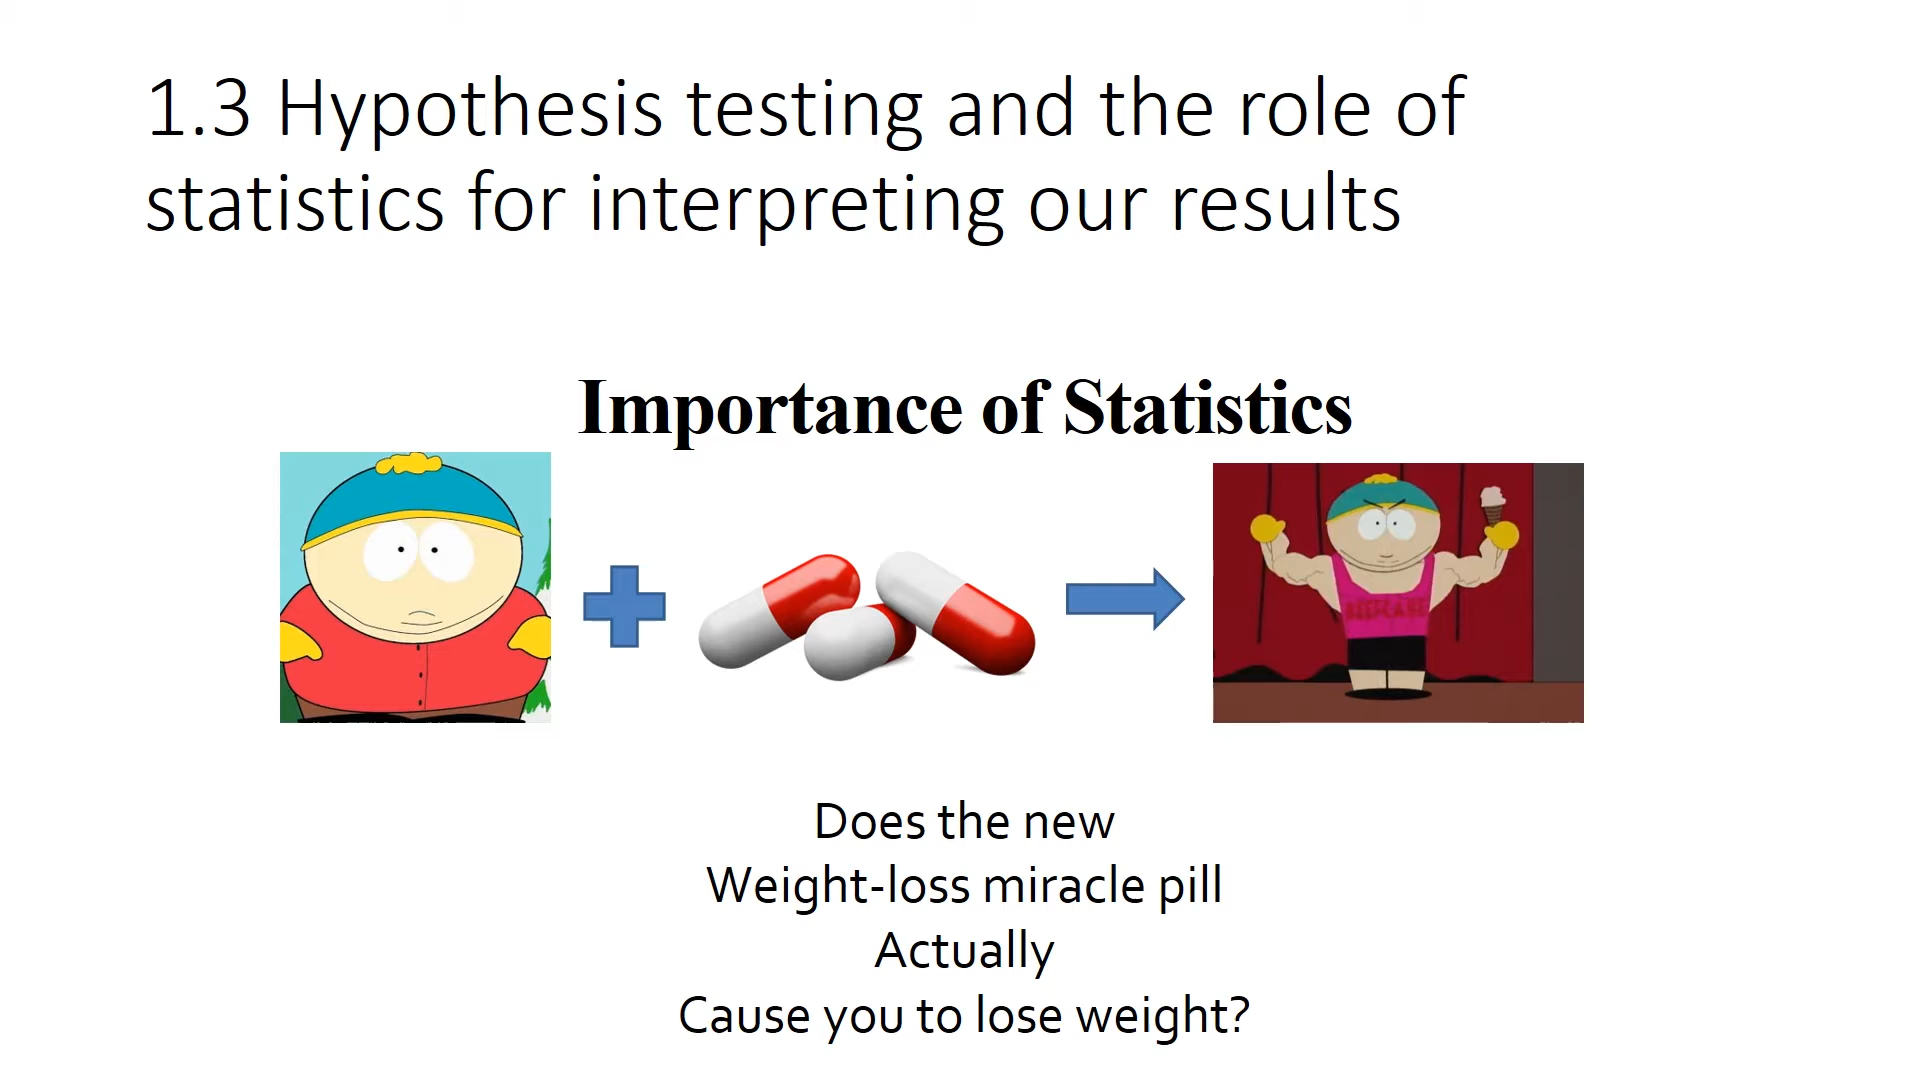 1.3 Hypothesis testing and the role of
statistics for interpreting our results
Importance of Statistics
BEEFCAKE
Does the new
Weight-loss miracle pill
Actually
Cause you to lose weight?